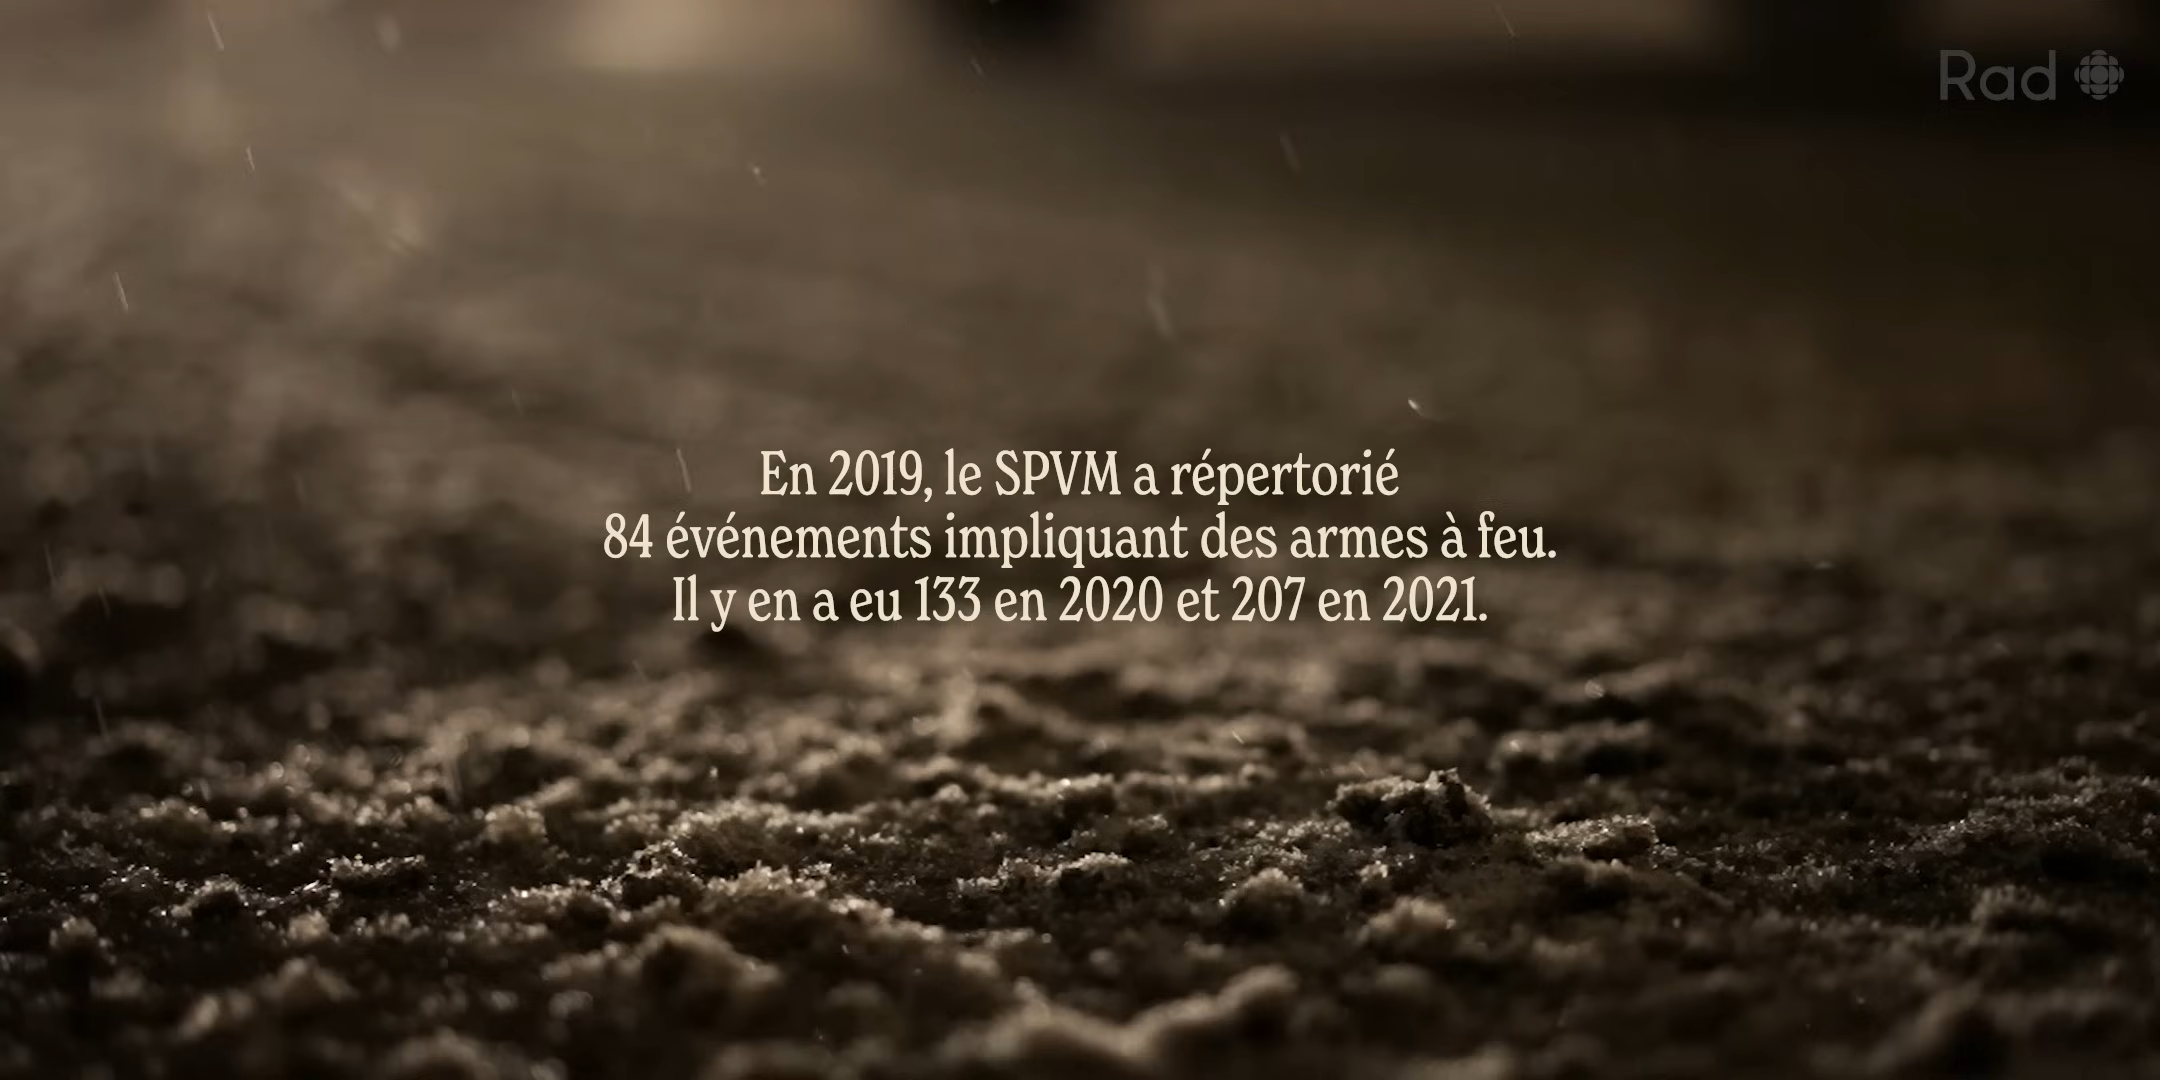 Rad
En 2019, le SPVM a répertorié
84 événements impliquant des armes à feu.
Il y en a eu 133 en 2020 et 207 en 2021.